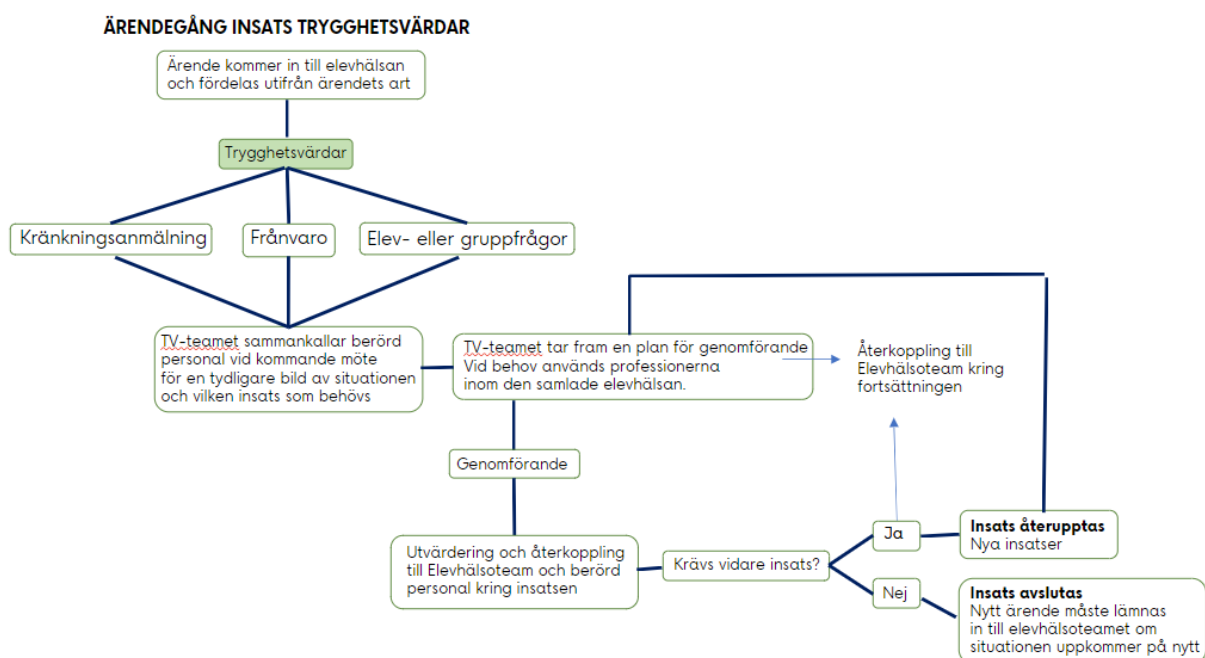 ÄRENDEGÅNG INSATS TRYGGHETSVÄRDAR
Ärende kommer in till elevhälsan
och fördelas utifrån ärendets art
Trygghetsvärdar
Kränkningsanmälning
Frånvaro
Elev- eller gruppfrågor
TV-teamet sammankallar berörd
personal vid kommande möte
för en tydligare bild av situationen
och vilken insats som behövs
TV-teamet tar fram en plan för genomförande
Vid behov används professionerna
inom den samlade elevhälsan.
Återkoppling till
Elevhälsoteam kring
fortsättningen
Genomförande
Utvärdering och återkoppling
till Elevhälsoteam och berörd
personal kring insatsen
Krävs vidare insats?
Ja
Insats återupptas
Nya insatser
Nej
Insats avslutas
Nytt ärende måste lämnas
in till elevhälsoteamet om
situationen uppkommer på nytt